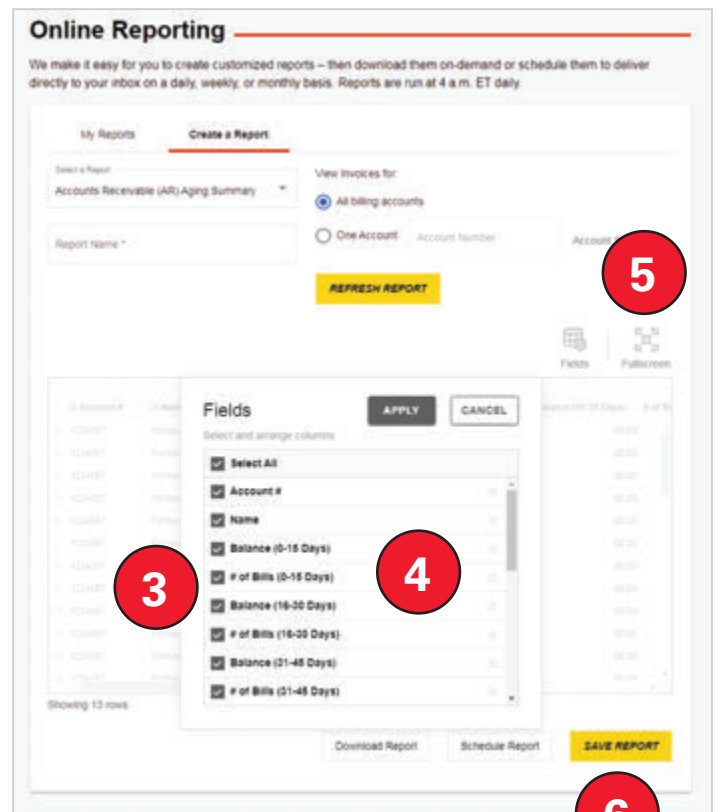 Online Reporting
We make it easy for you to create customized reports – then download them on-demand or schedule them to deliver
directly to your inbox on a daily, weekly, or monthly basis. Reports are run at 4 a.m. ET daily.
My Reports Create a Report
Select a Report
Accounts Receivable (AR) Aging Summary
View Invoices for:
All billing accounts
Report Name *
One Account Account Number Account
5
REFRESH REPORT
Fields Fullscreen
Fields APPLY CANCEL
Select and arrange columns
Select All
Account #
Name
Balance (0-15 Days)
# of Bills (0-15 Days)
3
4
Balance (16-30 Days)
# of Bills (16-30 Days)
Balance (31-45 Days)
# of Bills (31-45 Days)
Showing 13 rows
Download Report Schedule Report SAVE REPORT
6